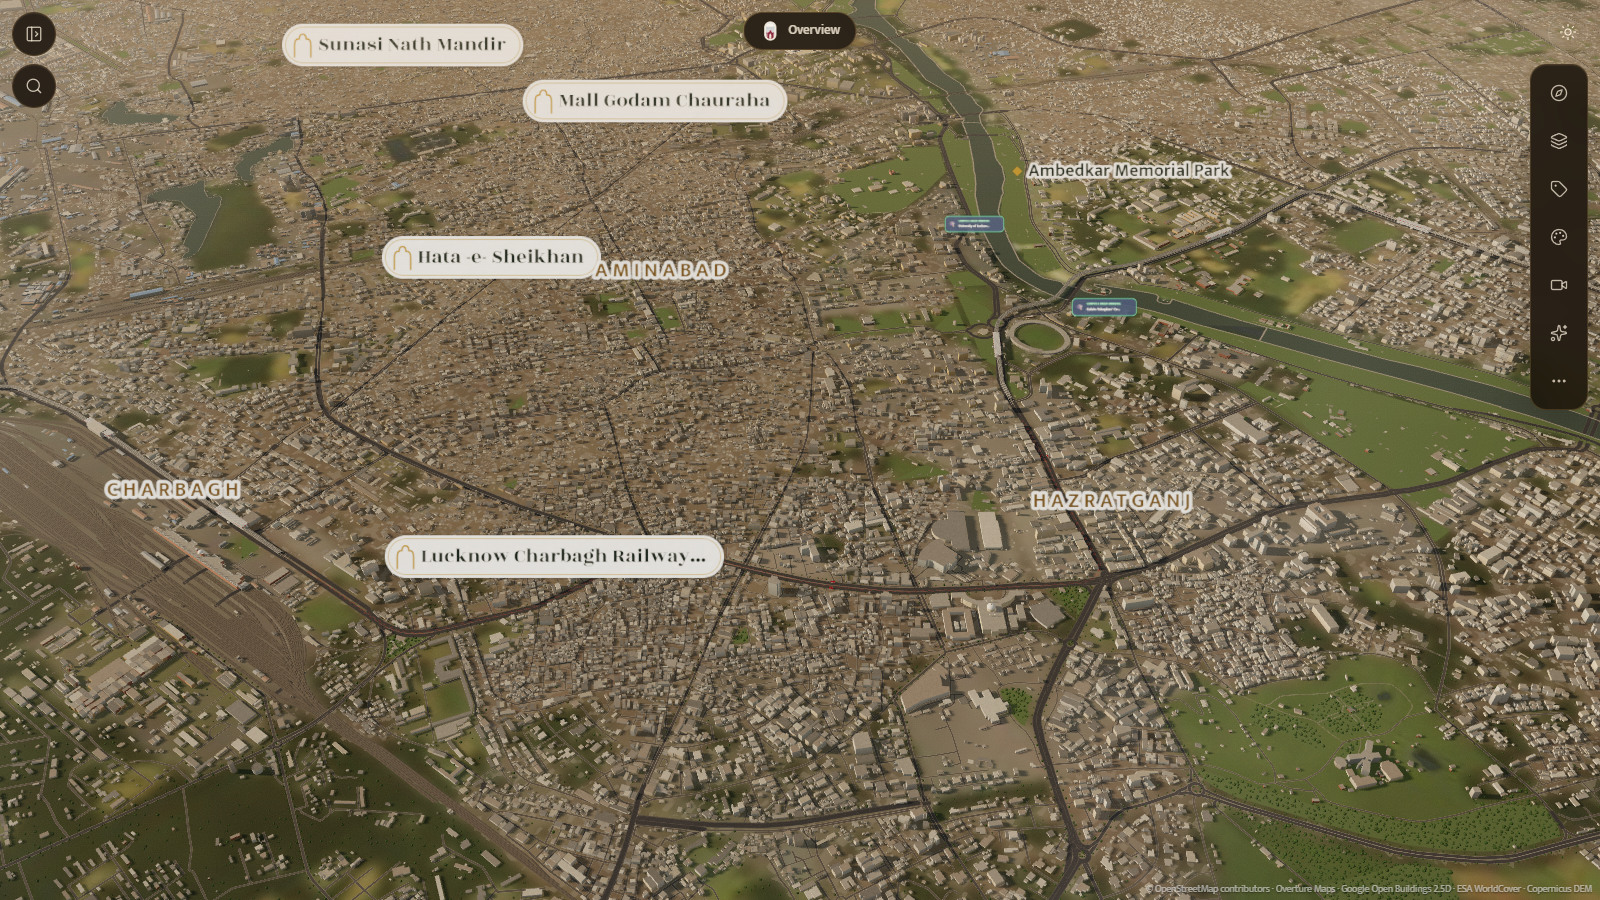 Overview
Sunasi Nath Mandir
Mall Godam Chauraha
Ambedkar Memorial Park
Hata -e- Sheikhan
AMINABAD
CHARBAGH
HAZRATGANJ
Lucknow Charbagh Railway...
© OpenStreetMap contributors · Overture Maps · Google Open Buildings 2.5D · ESA WorldCover · Copernicus DEM